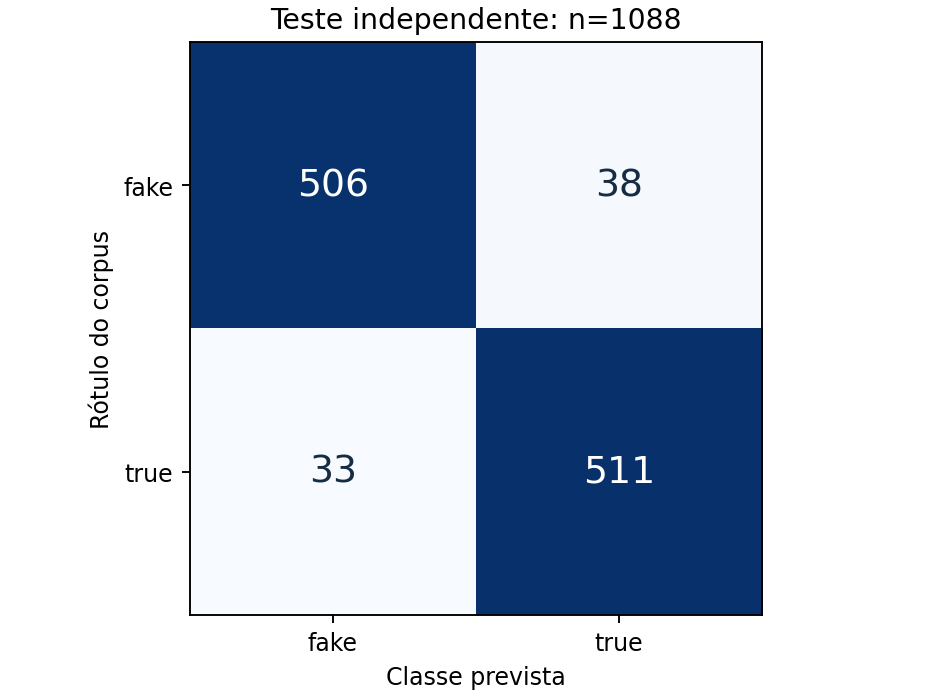 Teste independente: n=1088
fake
506
38
Rótulo do corpus
true
33
511
fake
true
Classe prevista